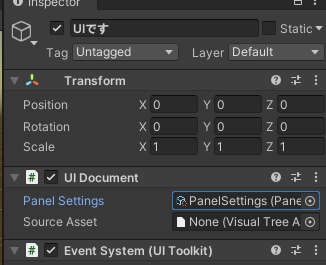 Inspector
UIです
Static
Tag Untagged Layer Default
Transform
Position X 0 Y 0 Z 0
Rotation X 0 Y 0 Z 0
Scale X 1 Y 1 Z 1
# UI Document
Panel Settings PanelSettings (Pane
Source Asset None (Visual Tree A
# Event System (UI Toolkit)